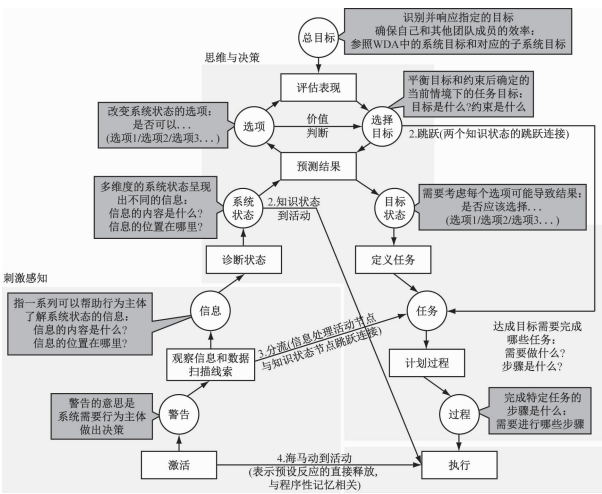 总目标
识别并响应指定的目标
确保自己和其他团队成员的效率:
参照WDA中的系统目标和对应的子系统目标
思维与决策
评估表现
改变系统状态的选项:
是否可以...
(选项1/选项2/选项3...)
选项
价值
判断
选择
目标
平衡目标和约束后确定的
当前情境下的任务目标:
目标是什么?约束是什么
2.跳跃(两个知识状态的跳跃连接)
预测结果
多维度的系统状态呈现
出不同的信息:
信息的内容是什么?
信息的位置在哪里?
系统
状态
2.知识状态
到活动
目标
状态
需要考虑每个选项可能导致结果:
是否应该选择...
(选项1/选项2/选项3...)
诊断状态
定义任务
刺激感知
指一系列可以帮助行为主体
了解系统状态的信息:
信息的内容是什么?
信息的位置在哪里?
信息
任务
3.分流(信息处理活动节点
与知识状态节点跳跃连接)
达成目标需要完成
哪些任务:
需要做什么?
步骤是什么?
观察信息和数据
扫描线索
计划过程
警告的意思是
系统需要行为主体
做出决策
警告
过程
完成特定任务的
步骤是什么:
需要进行哪些步骤
激活
4.海马动到活动
(表示预设反应的直接释放,
与程序性记忆相关)
执行